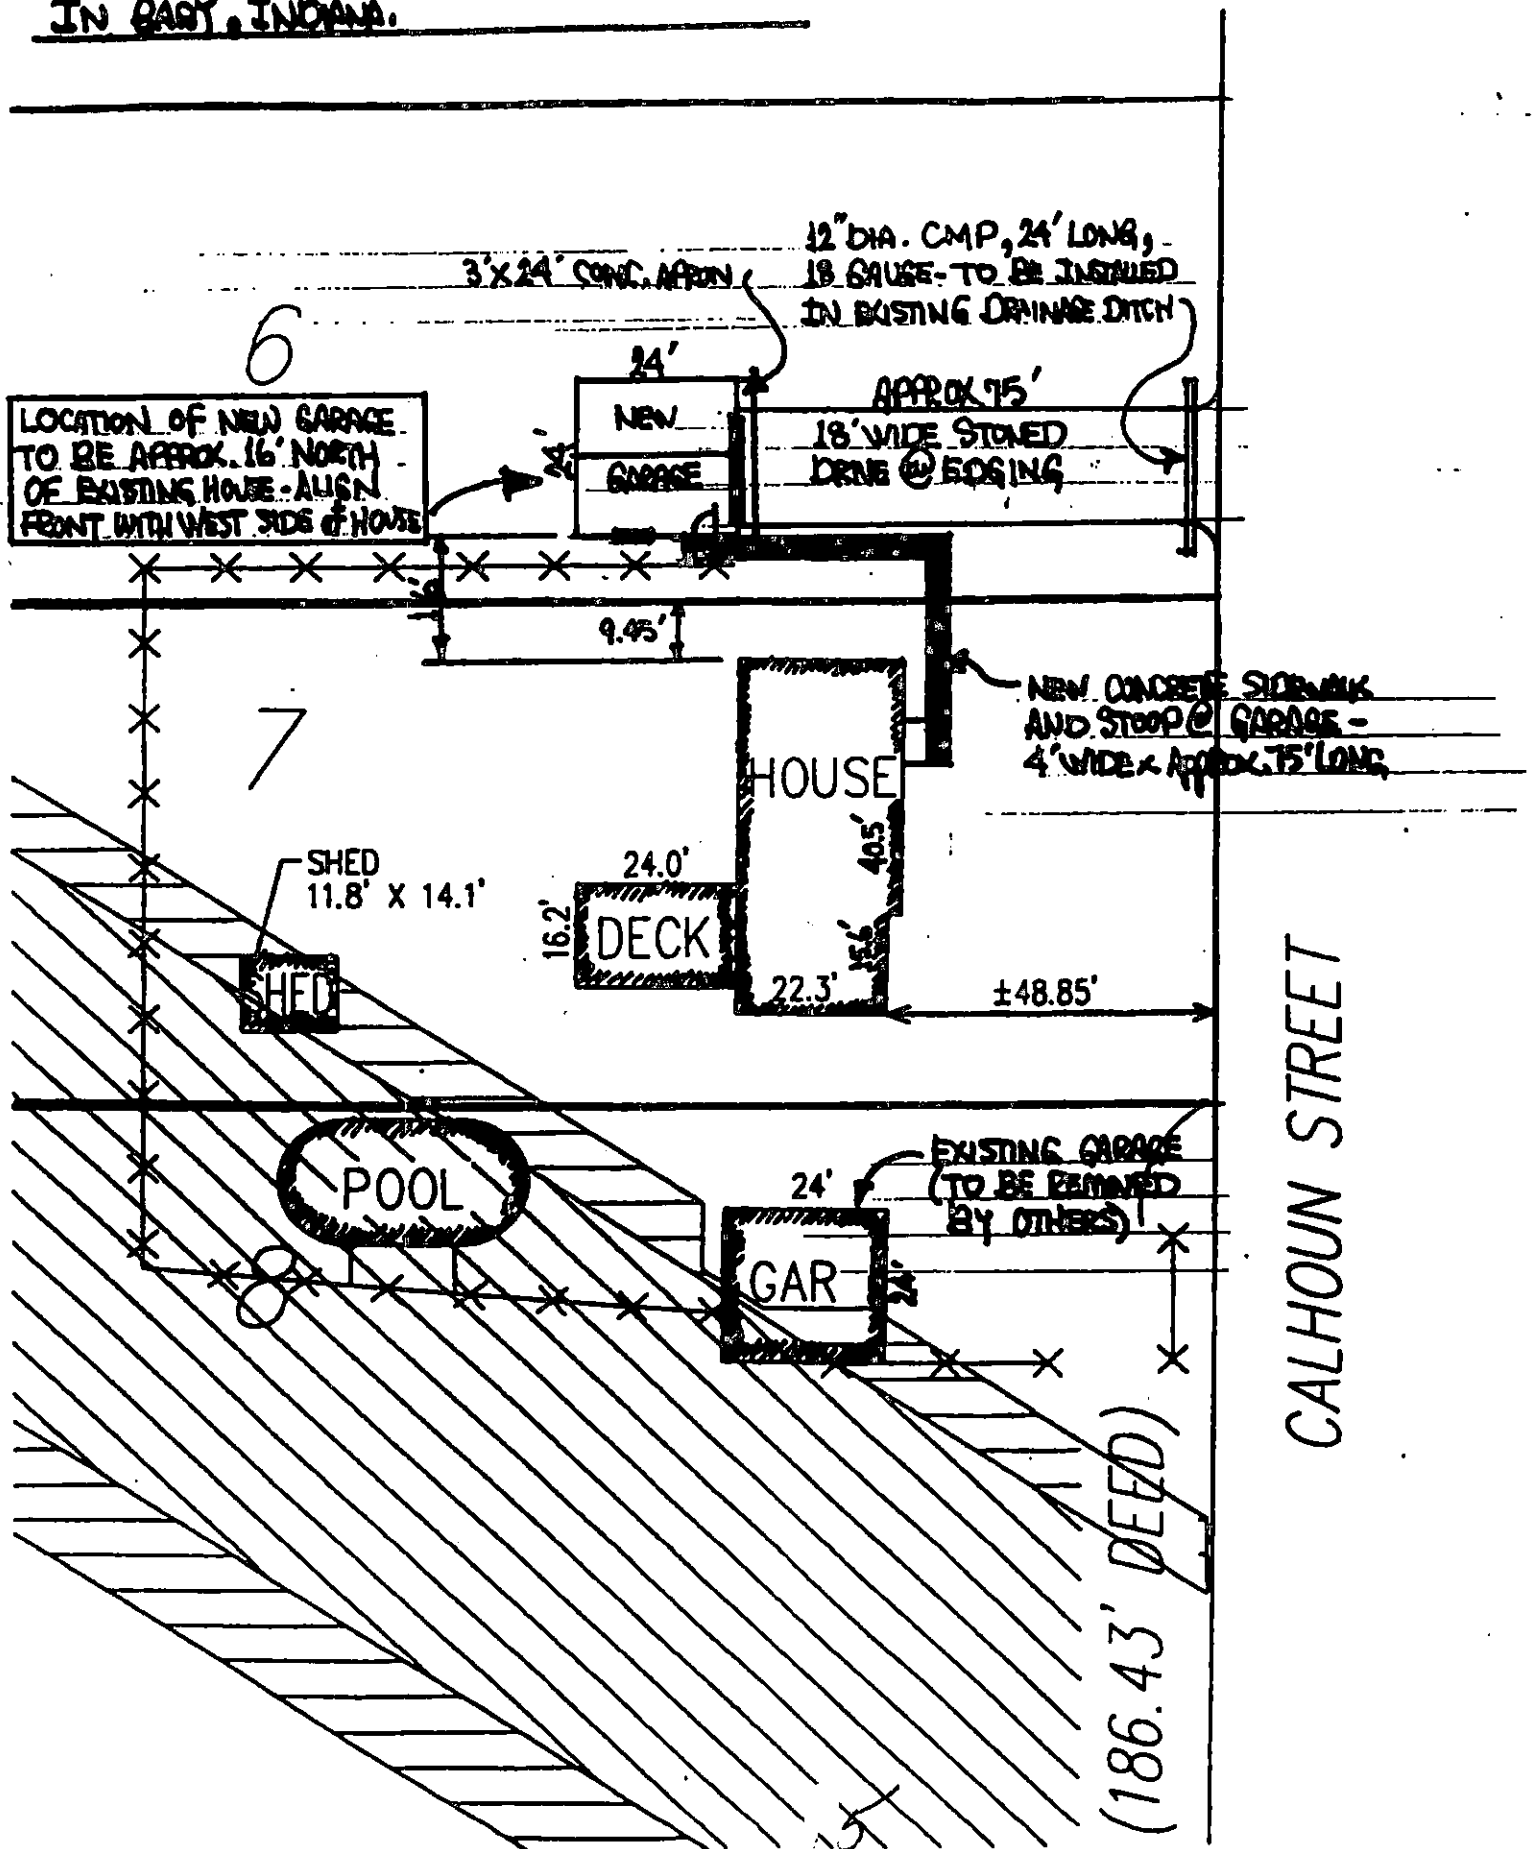 IN GARY, INDIANA.
12" DIA. CMP, 24' LONG,
18 GAUGE - TO BE INSTALLED
IN EXISTING DRAINAGE DITCH
3' X 24' CONC. APRON
6
24'
LOCATION OF NEW GARAGE
TO BE APPROX. 16' NORTH
OF EXISTING HOUSE - ALIGN
FRONT WITH WEST SIDE of HOUSE
24'
NEW
GARAGE
APPROX 75'
18' WIDE STONED
DRIVE EDGING
16'
9.45'
7
NEW CONCRETE SIDEWALK
AND STOOP @ GARAGE -
4' WIDE x APPROX. 75' LONG
HOUSE
40.5'
15.6'
22.3'
±48.85'
SHED
11.8' X 14.1'
24.0'
16.2'
DECK
SHED
POOL
8
24'
EXISTING GARAGE
(TO BE REMOVED
BY OTHERS)
GAR
24'
CALHOUN STREET
(186.43' DEED)